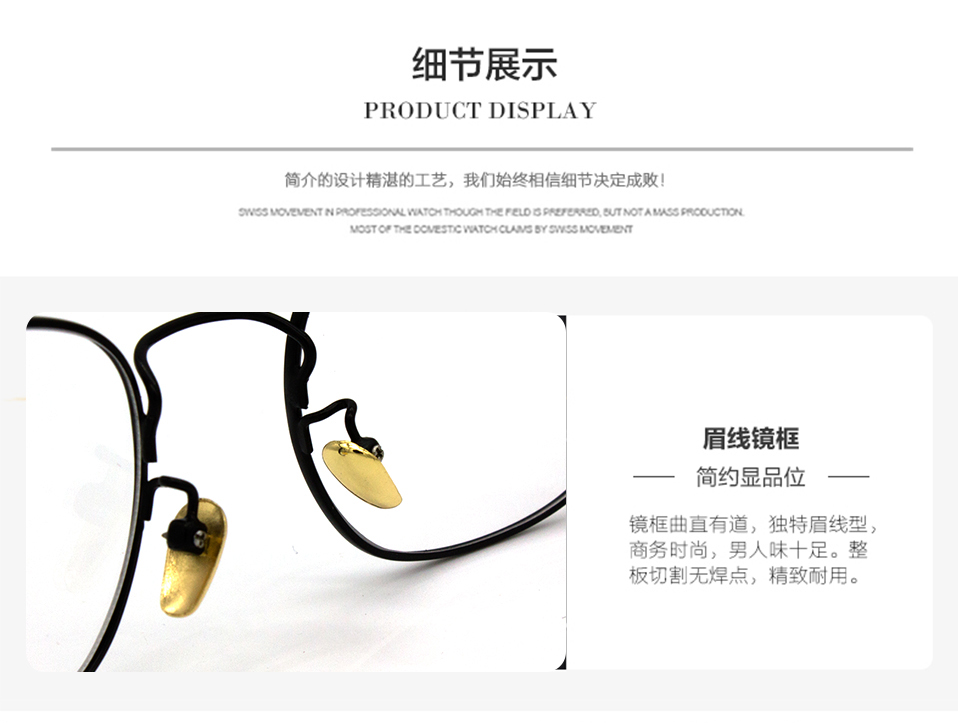 细节展示
PRODUCT DISPLAY
简介的设计精湛的工艺，我们始终相信细节决定成败！
SWISS MOVEMENT IN PROFESSIONAL WATCH THOUGH THE FIELD IS PREFERRED, BUT NOT A MASS PRODUCTION.
MOST OF THE DOMESTIC WATCH CLAIMS BY SWISS MOVEMENT
眉线镜框
简约显品位
镜框曲直有道，独特眉线型，
商务时尚，男人味十足。整
板切割无焊点，精致耐用。